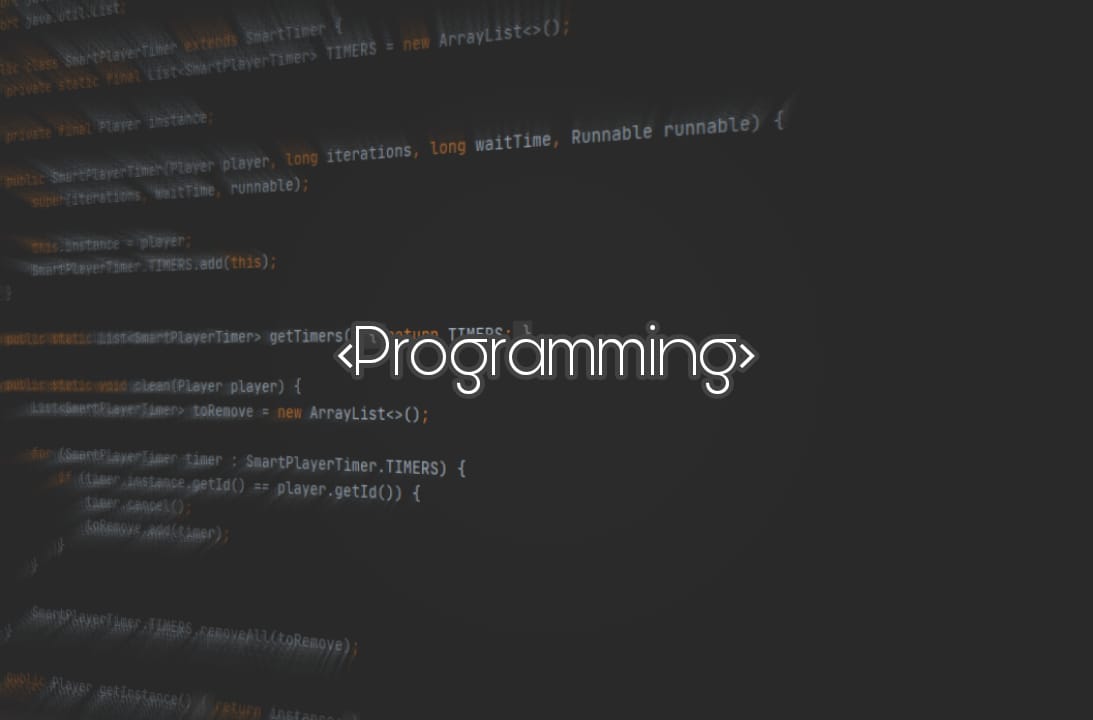 import java.util.List;
public class SmartPlayerTimer extends SmartTimer {
private static final List<SmartPlayerTimer> TIMERS = new ArrayList<>();
private final Player instance;
public SmartPlayerTimer(Player player, long iterations, long waitTime, Runnable runnable) {
super(iterations, waitTime, runnable);
this.instance = player;
SmartPlayerTimer.TIMERS.add(this);
}
public static List<SmartPlayerTimer> getTimers() { return TIMERS; }
<Programming>
public static void clean(Player player) {
List<SmartPlayerTimer> toRemove = new ArrayList<>();
for (SmartPlayerTimer timer : SmartPlayerTimer.TIMERS) {
if (timer.instance.getId() == player.getId()) {
timer.cancel();
toRemove.add(timer);
}
}
SmartPlayerTimer.TIMERS.removeAll(toRemove);
}
public Player getInstance() { return instance;